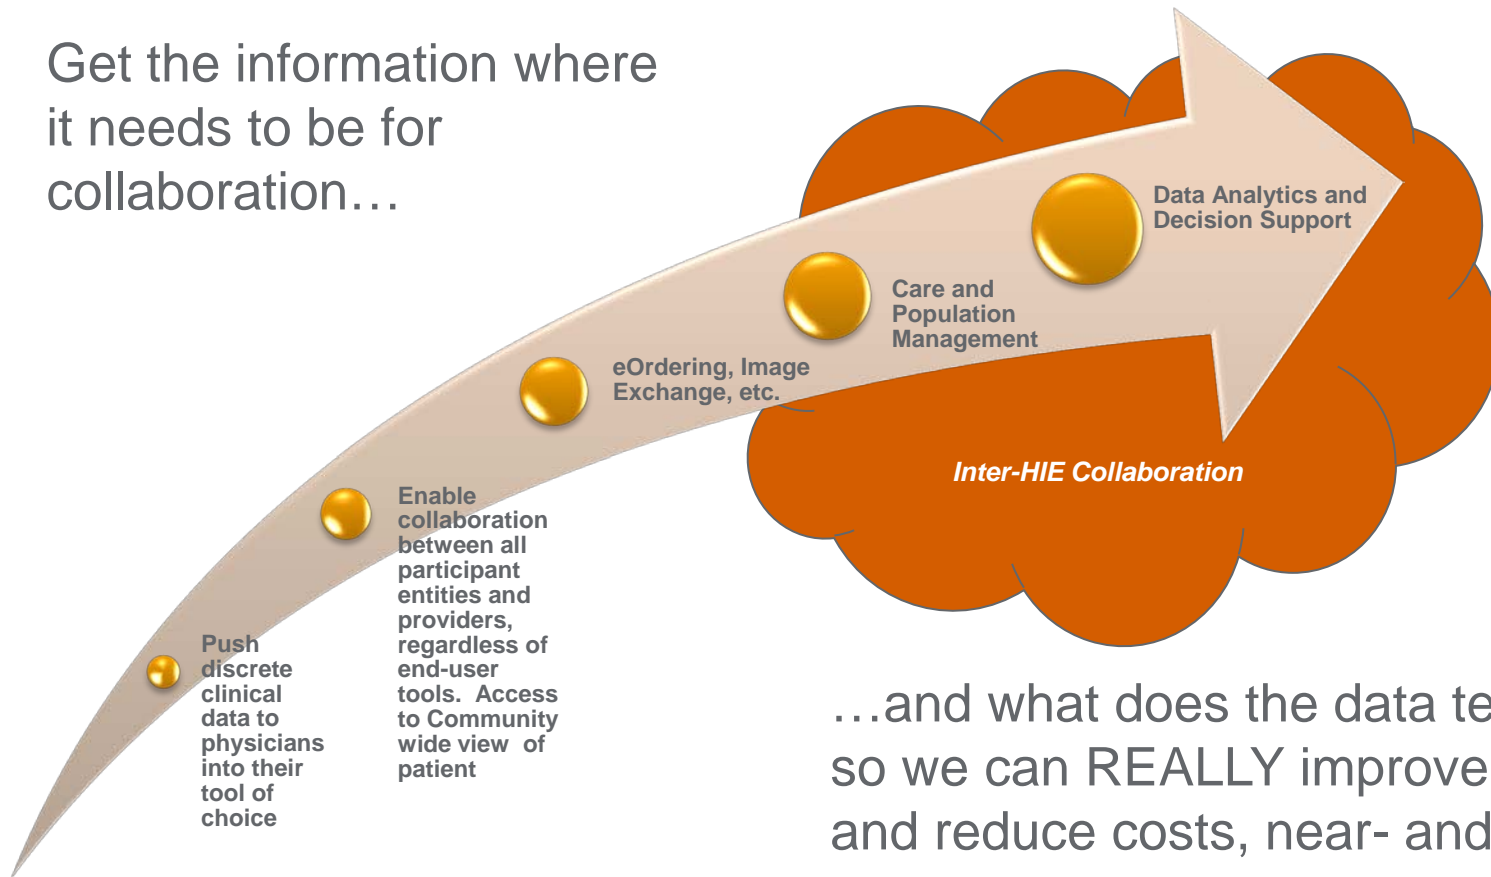 Get the information where
it needs to be for
collaboration…
Data Analytics and
Decision Support
Care and
Population
Management
eOrdering, Image
Exchange, etc.
Inter-HIE Collaboration
Enable
collaboration
between all
participant
entities and
providers,
regardless of
end-user
tools.  Access
to Community
wide view  of
patient
Push
discrete
clinical
data to
physicians
into their
tool of
choice
…and what does the data
so we can REALLY improve
and reduce costs, near- and